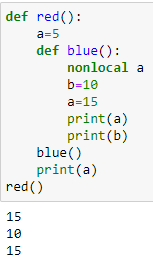 def red():
    a=5
    def blue():
        nonlocal a
        b=10
        a=15
        print(a)
        print(b)
    blue()
    print(a)
red()
15
10
15